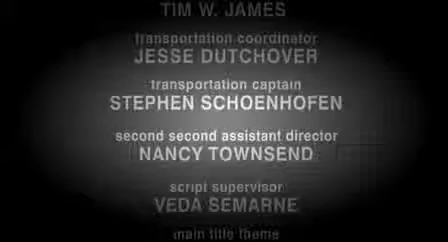 TIM W. JAMES
transportation coordinator
JESSE DUTCHOVER
transportation captain
STEPHEN SCHOENHOFEN
second second assistant director
NANCY TOWNSEND
script supervisor
VEDA SEMARNE
main title theme